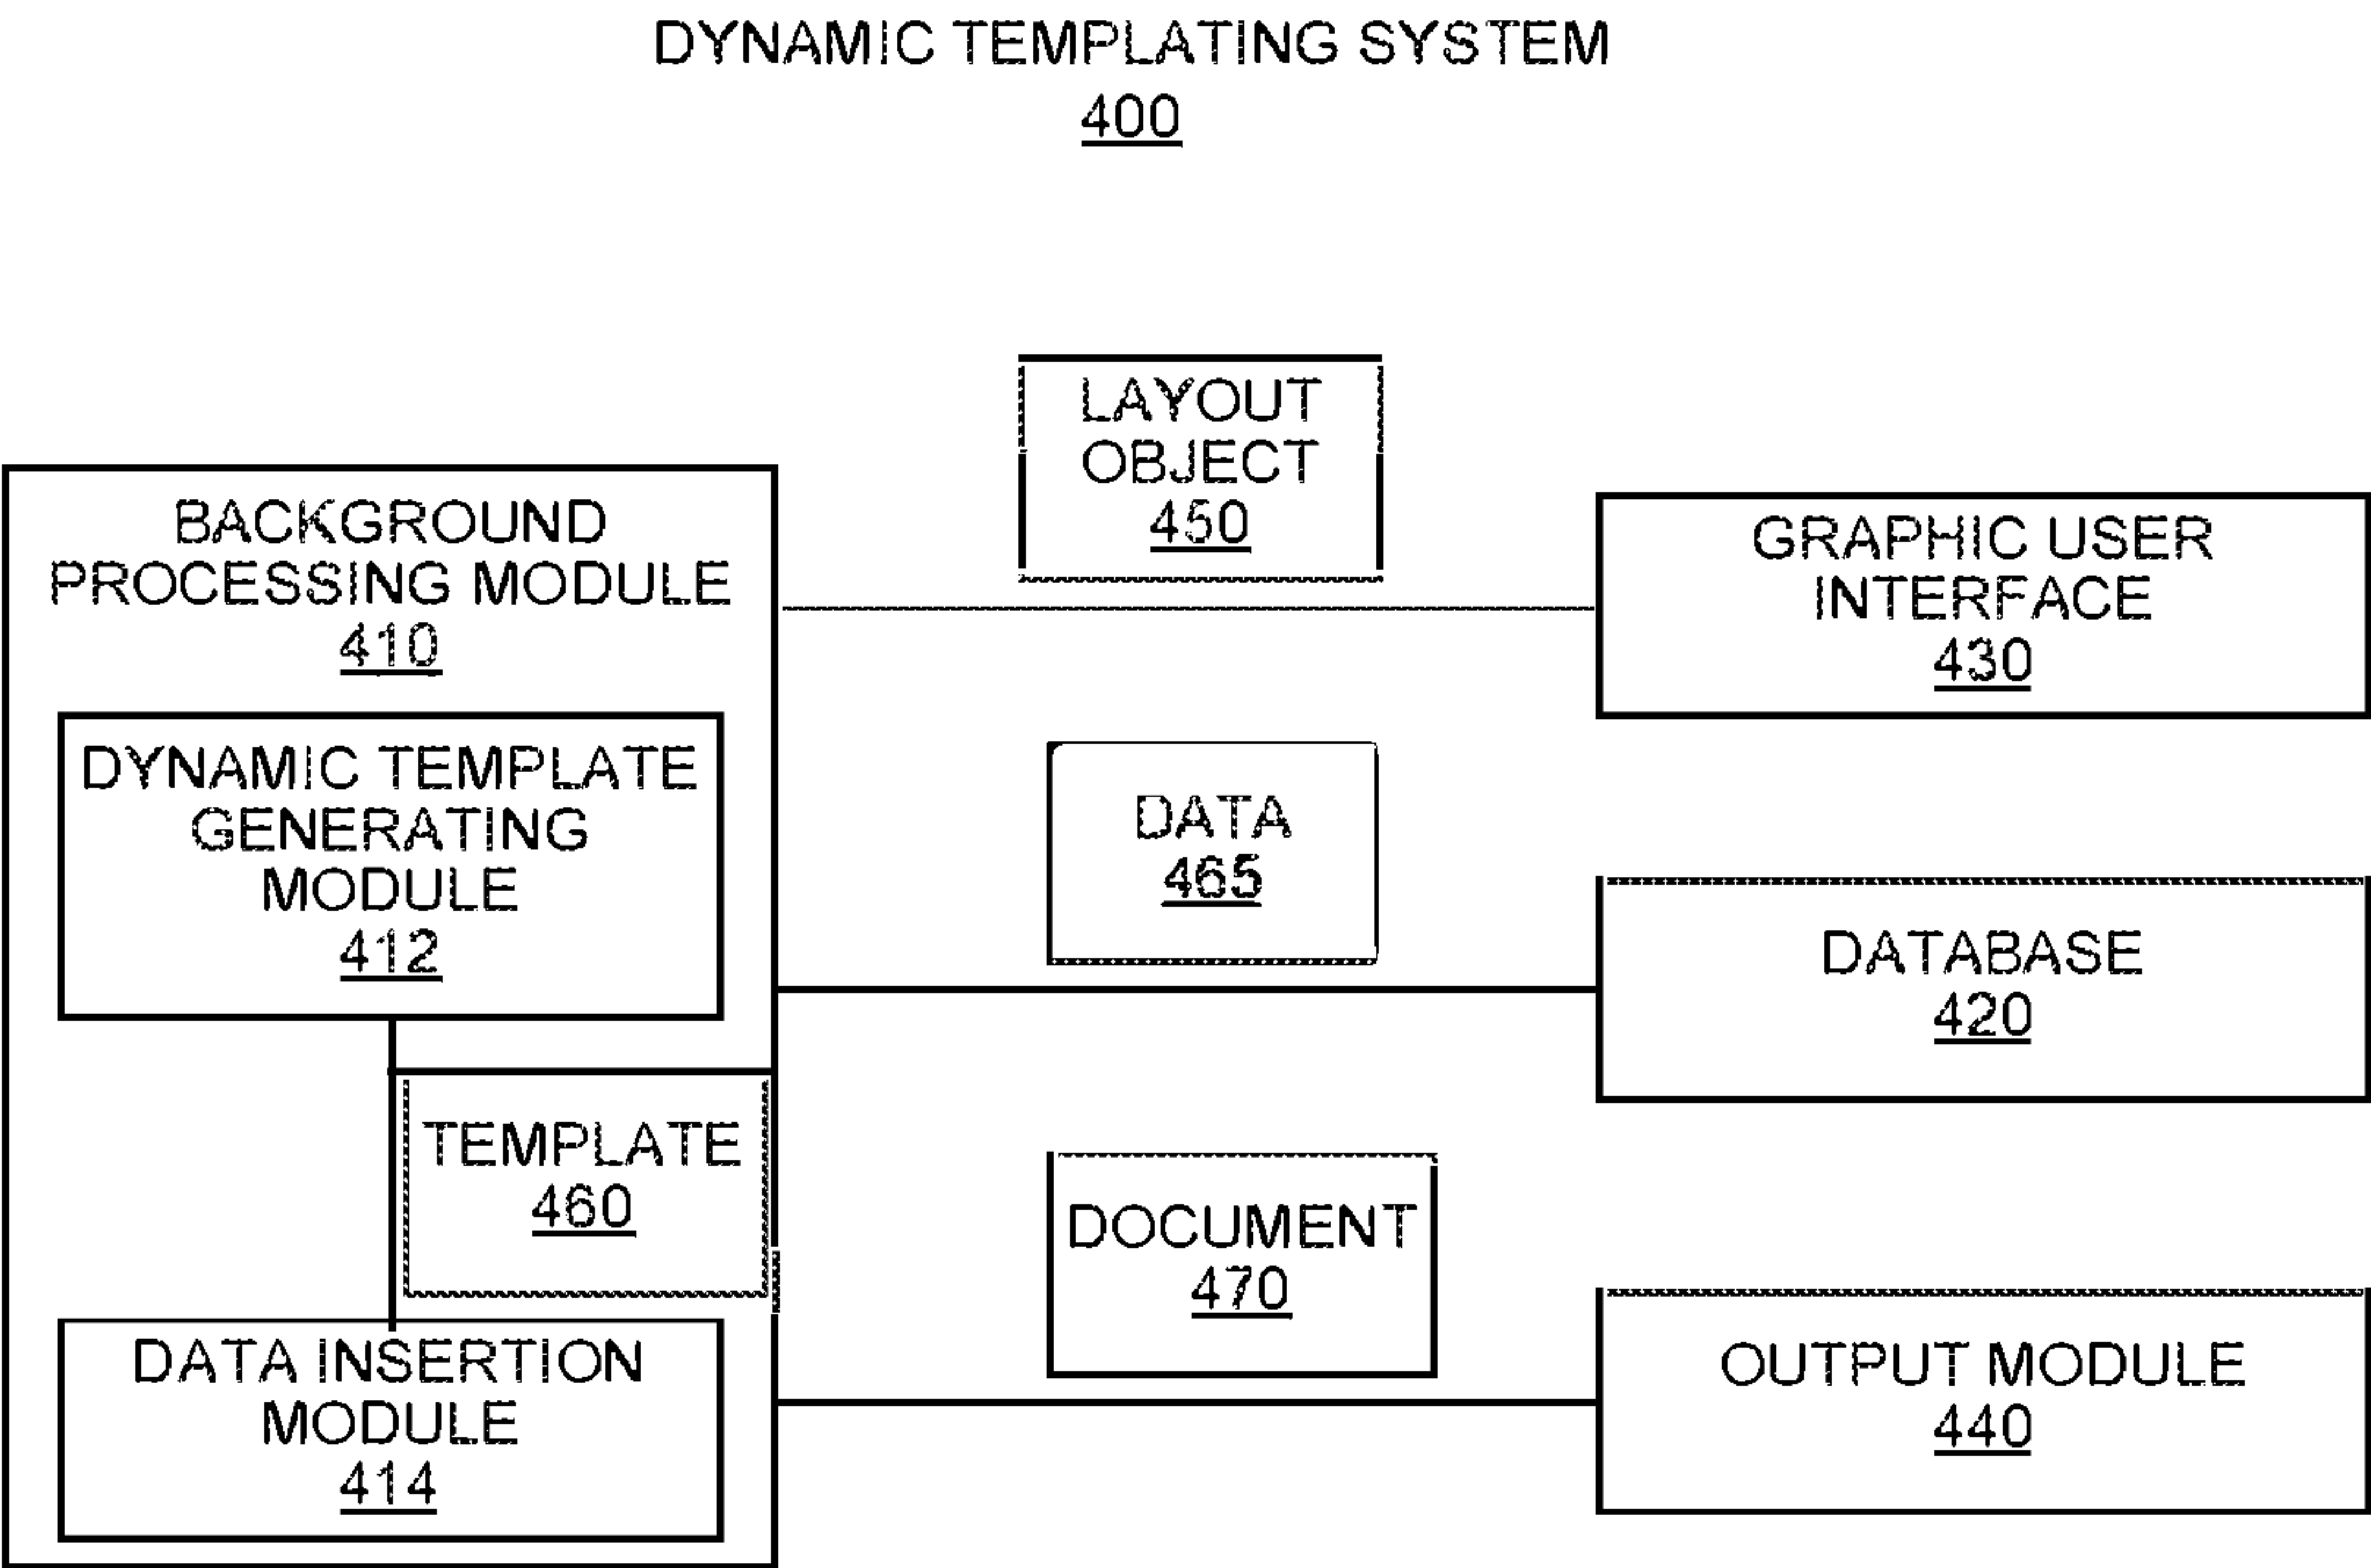 DYNAMIC TEMPLATING SYSTEM
400
LAYOUT
OBJECT
450
BACKGROUND
PROCESSING MODULE
410
GRAPHIC USER
INTERFACE
430
DYNAMIC TEMPLATE
GENERATING
MODULE
412
DATA
465
DATABASE
420
TEMPLATE
460
DOCUMENT
470
DATA INSERTION
MODULE
414
OUTPUT MODULE
440